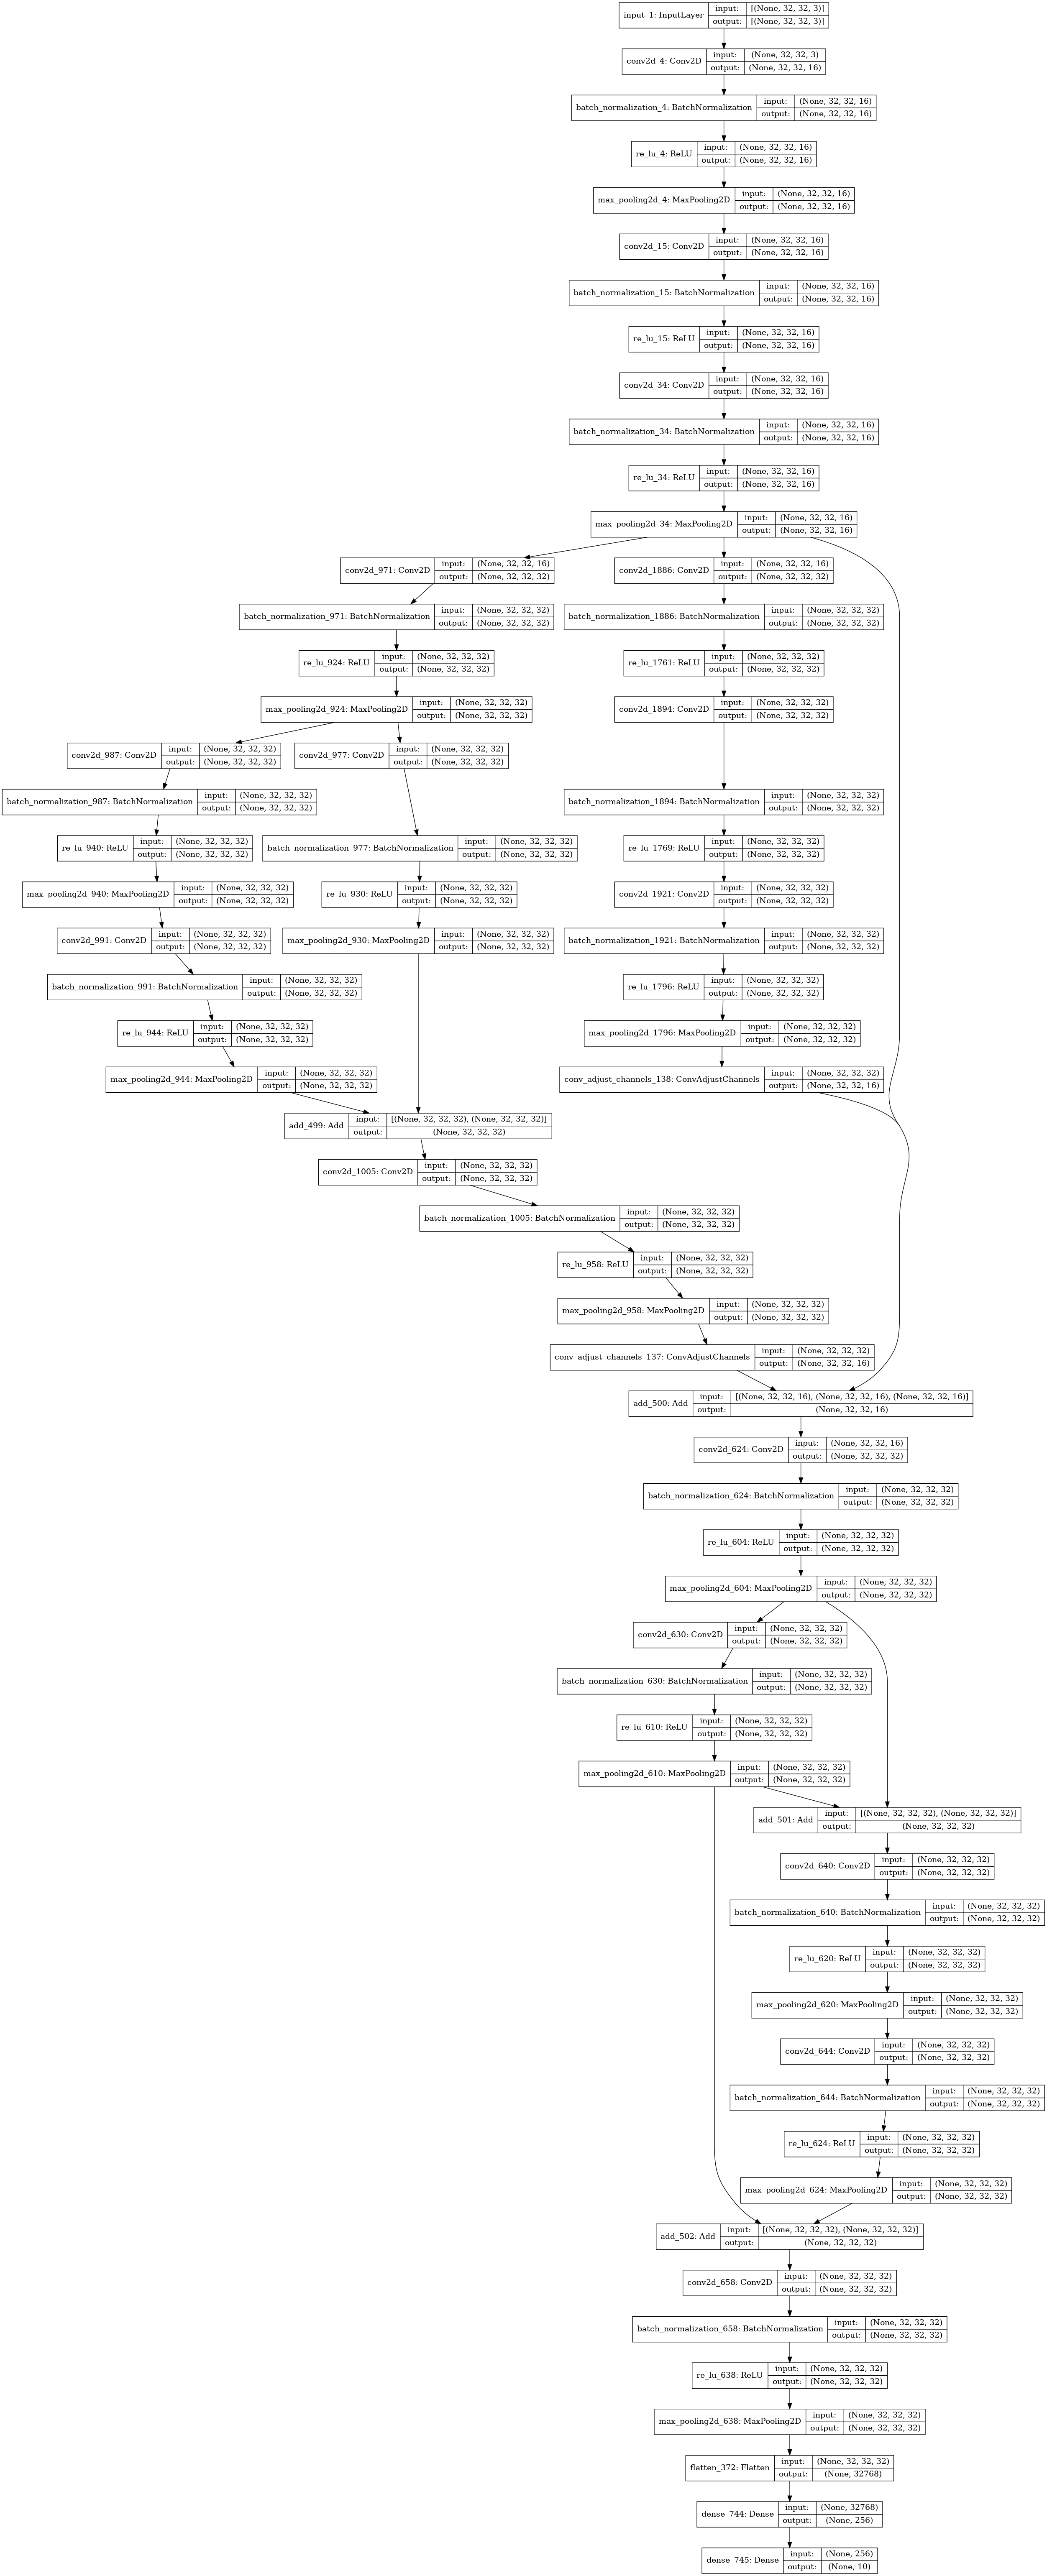 input_1: InputLayer input: [(None, 32, 32, 3)]
output: [(None, 32, 32, 3)]
conv2d_4: Conv2D input: (None, 32, 32, 3)
output: (None, 32, 32, 16)
batch_normalization_4: BatchNormalization input: (None, 32, 32, 16)
output: (None, 32, 32, 16)
re_lu_4: ReLU input: (None, 32, 32, 16)
output: (None, 32, 32, 16)
max_pooling2d_4: MaxPooling2D input: (None, 32, 32, 16)
output: (None, 32, 32, 16)
conv2d_15: Conv2D input: (None, 32, 32, 16)
output: (None, 32, 32, 16)
batch_normalization_15: BatchNormalization input: (None, 32, 32, 16)
output: (None, 32, 32, 16)
re_lu_15: ReLU input: (None, 32, 32, 16)
output: (None, 32, 32, 16)
conv2d_34: Conv2D input: (None, 32, 32, 16)
output: (None, 32, 32, 16)
batch_normalization_34: BatchNormalization input: (None, 32, 32, 16)
output: (None, 32, 32, 16)
re_lu_34: ReLU input: (None, 32, 32, 16)
output: (None, 32, 32, 16)
max_pooling2d_34: MaxPooling2D input: (None, 32, 32, 16)
output: (None, 32, 32, 16)
conv2d_971: Conv2D input: (None, 32, 32, 16)
output: (None, 32, 32, 32)
conv2d_1886: Conv2D input: (None, 32, 32, 16)
output: (None, 32, 32, 32)
batch_normalization_971: BatchNormalization input: (None, 32, 32, 32)
output: (None, 32, 32, 32)
batch_normalization_1886: BatchNormalization input: (None, 32, 32, 32)
output: (None, 32, 32, 32)
re_lu_924: ReLU input: (None, 32, 32, 32)
output: (None, 32, 32, 32)
re_lu_1761: ReLU input: (None, 32, 32, 32)
output: (None, 32, 32, 32)
max_pooling2d_924: MaxPooling2D input: (None, 32, 32, 32)
output: (None, 32, 32, 32)
conv2d_1894: Conv2D input: (None, 32, 32, 32)
output: (None, 32, 32, 32)
conv2d_987: Conv2D input: (None, 32, 32, 32)
output: (None, 32, 32, 32)
conv2d_977: Conv2D input: (None, 32, 32, 32)
output: (None, 32, 32, 32)
batch_normalization_987: BatchNormalization input: (None, 32, 32, 32)
output: (None, 32, 32, 32)
batch_normalization_1894: BatchNormalization input: (None, 32, 32, 32)
output: (None, 32, 32, 32)
re_lu_940: ReLU input: (None, 32, 32, 32)
output: (None, 32, 32, 32)
batch_normalization_977: BatchNormalization input: (None, 32, 32, 32)
output: (None, 32, 32, 32)
re_lu_1769: ReLU input: (None, 32, 32, 32)
output: (None, 32, 32, 32)
max_pooling2d_940: MaxPooling2D input: (None, 32, 32, 32)
output: (None, 32, 32, 32)
re_lu_930: ReLU input: (None, 32, 32, 32)
output: (None, 32, 32, 32)
conv2d_1921: Conv2D input: (None, 32, 32, 32)
output: (None, 32, 32, 32)
conv2d_991: Conv2D input: (None, 32, 32, 32)
output: (None, 32, 32, 32)
max_pooling2d_930: MaxPooling2D input: (None, 32, 32, 32)
output: (None, 32, 32, 32)
batch_normalization_1921: BatchNormalization input: (None, 32, 32, 32)
output: (None, 32, 32, 32)
batch_normalization_991: BatchNormalization input: (None, 32, 32, 32)
output: (None, 32, 32, 32)
re_lu_1796: ReLU input: (None, 32, 32, 32)
output: (None, 32, 32, 32)
re_lu_944: ReLU input: (None, 32, 32, 32)
output: (None, 32, 32, 32)
max_pooling2d_1796: MaxPooling2D input: (None, 32, 32, 32)
output: (None, 32, 32, 32)
max_pooling2d_944: MaxPooling2D input: (None, 32, 32, 32)
output: (None, 32, 32, 32)
conv_adjust_channels_138: ConvAdjustChannels input: (None, 32, 32, 32)
output: (None, 32, 32, 16)
add_499: Add input: [(None, 32, 32, 32), (None, 32, 32, 32)]
output: (None, 32, 32, 32)
conv2d_1005: Conv2D input: (None, 32, 32, 32)
output: (None, 32, 32, 32)
batch_normalization_1005: BatchNormalization input: (None, 32, 32, 32)
output: (None, 32, 32, 32)
re_lu_958: ReLU input: (None, 32, 32, 32)
output: (None, 32, 32, 32)
max_pooling2d_958: MaxPooling2D input: (None, 32, 32, 32)
output: (None, 32, 32, 32)
conv_adjust_channels_137: ConvAdjustChannels input: (None, 32, 32, 32)
output: (None, 32, 32, 16)
add_500: Add input: [(None, 32, 32, 16), (None, 32, 32, 16), (None, 32, 32, 16)]
output: (None, 32, 32, 16)
conv2d_624: Conv2D input: (None, 32, 32, 16)
output: (None, 32, 32, 32)
batch_normalization_624: BatchNormalization input: (None, 32, 32, 32)
output: (None, 32, 32, 32)
re_lu_604: ReLU input: (None, 32, 32, 32)
output: (None, 32, 32, 32)
max_pooling2d_604: MaxPooling2D input: (None, 32, 32, 32)
output: (None, 32, 32, 32)
conv2d_630: Conv2D input: (None, 32, 32, 32)
output: (None, 32, 32, 32)
batch_normalization_630: BatchNormalization input: (None, 32, 32, 32)
output: (None, 32, 32, 32)
re_lu_610: ReLU input: (None, 32, 32, 32)
output: (None, 32, 32, 32)
max_pooling2d_610: MaxPooling2D input: (None, 32, 32, 32)
output: (None, 32, 32, 32)
add_501: Add input: [(None, 32, 32, 32), (None, 32, 32, 32)]
output: (None, 32, 32, 32)
conv2d_640: Conv2D input: (None, 32, 32, 32)
output: (None, 32, 32, 32)
batch_normalization_640: BatchNormalization input: (None, 32, 32, 32)
output: (None, 32, 32, 32)
re_lu_620: ReLU input: (None, 32, 32, 32)
output: (None, 32, 32, 32)
max_pooling2d_620: MaxPooling2D input: (None, 32, 32, 32)
output: (None, 32, 32, 32)
conv2d_644: Conv2D input: (None, 32, 32, 32)
output: (None, 32, 32, 32)
batch_normalization_644: BatchNormalization input: (None, 32, 32, 32)
output: (None, 32, 32, 32)
re_lu_624: ReLU input: (None, 32, 32, 32)
output: (None, 32, 32, 32)
max_pooling2d_624: MaxPooling2D input: (None, 32, 32, 32)
output: (None, 32, 32, 32)
add_502: Add input: [(None, 32, 32, 32), (None, 32, 32, 32)]
output: (None, 32, 32, 32)
conv2d_658: Conv2D input: (None, 32, 32, 32)
output: (None, 32, 32, 32)
batch_normalization_658: BatchNormalization input: (None, 32, 32, 32)
output: (None, 32, 32, 32)
re_lu_638: ReLU input: (None, 32, 32, 32)
output: (None, 32, 32, 32)
max_pooling2d_638: MaxPooling2D input: (None, 32, 32, 32)
output: (None, 32, 32, 32)
flatten_372: Flatten input: (None, 32, 32, 32)
output: (None, 32768)
dense_744: Dense input: (None, 32768)
output: (None, 256)
dense_745: Dense input: (None, 256)
output: (None, 10)